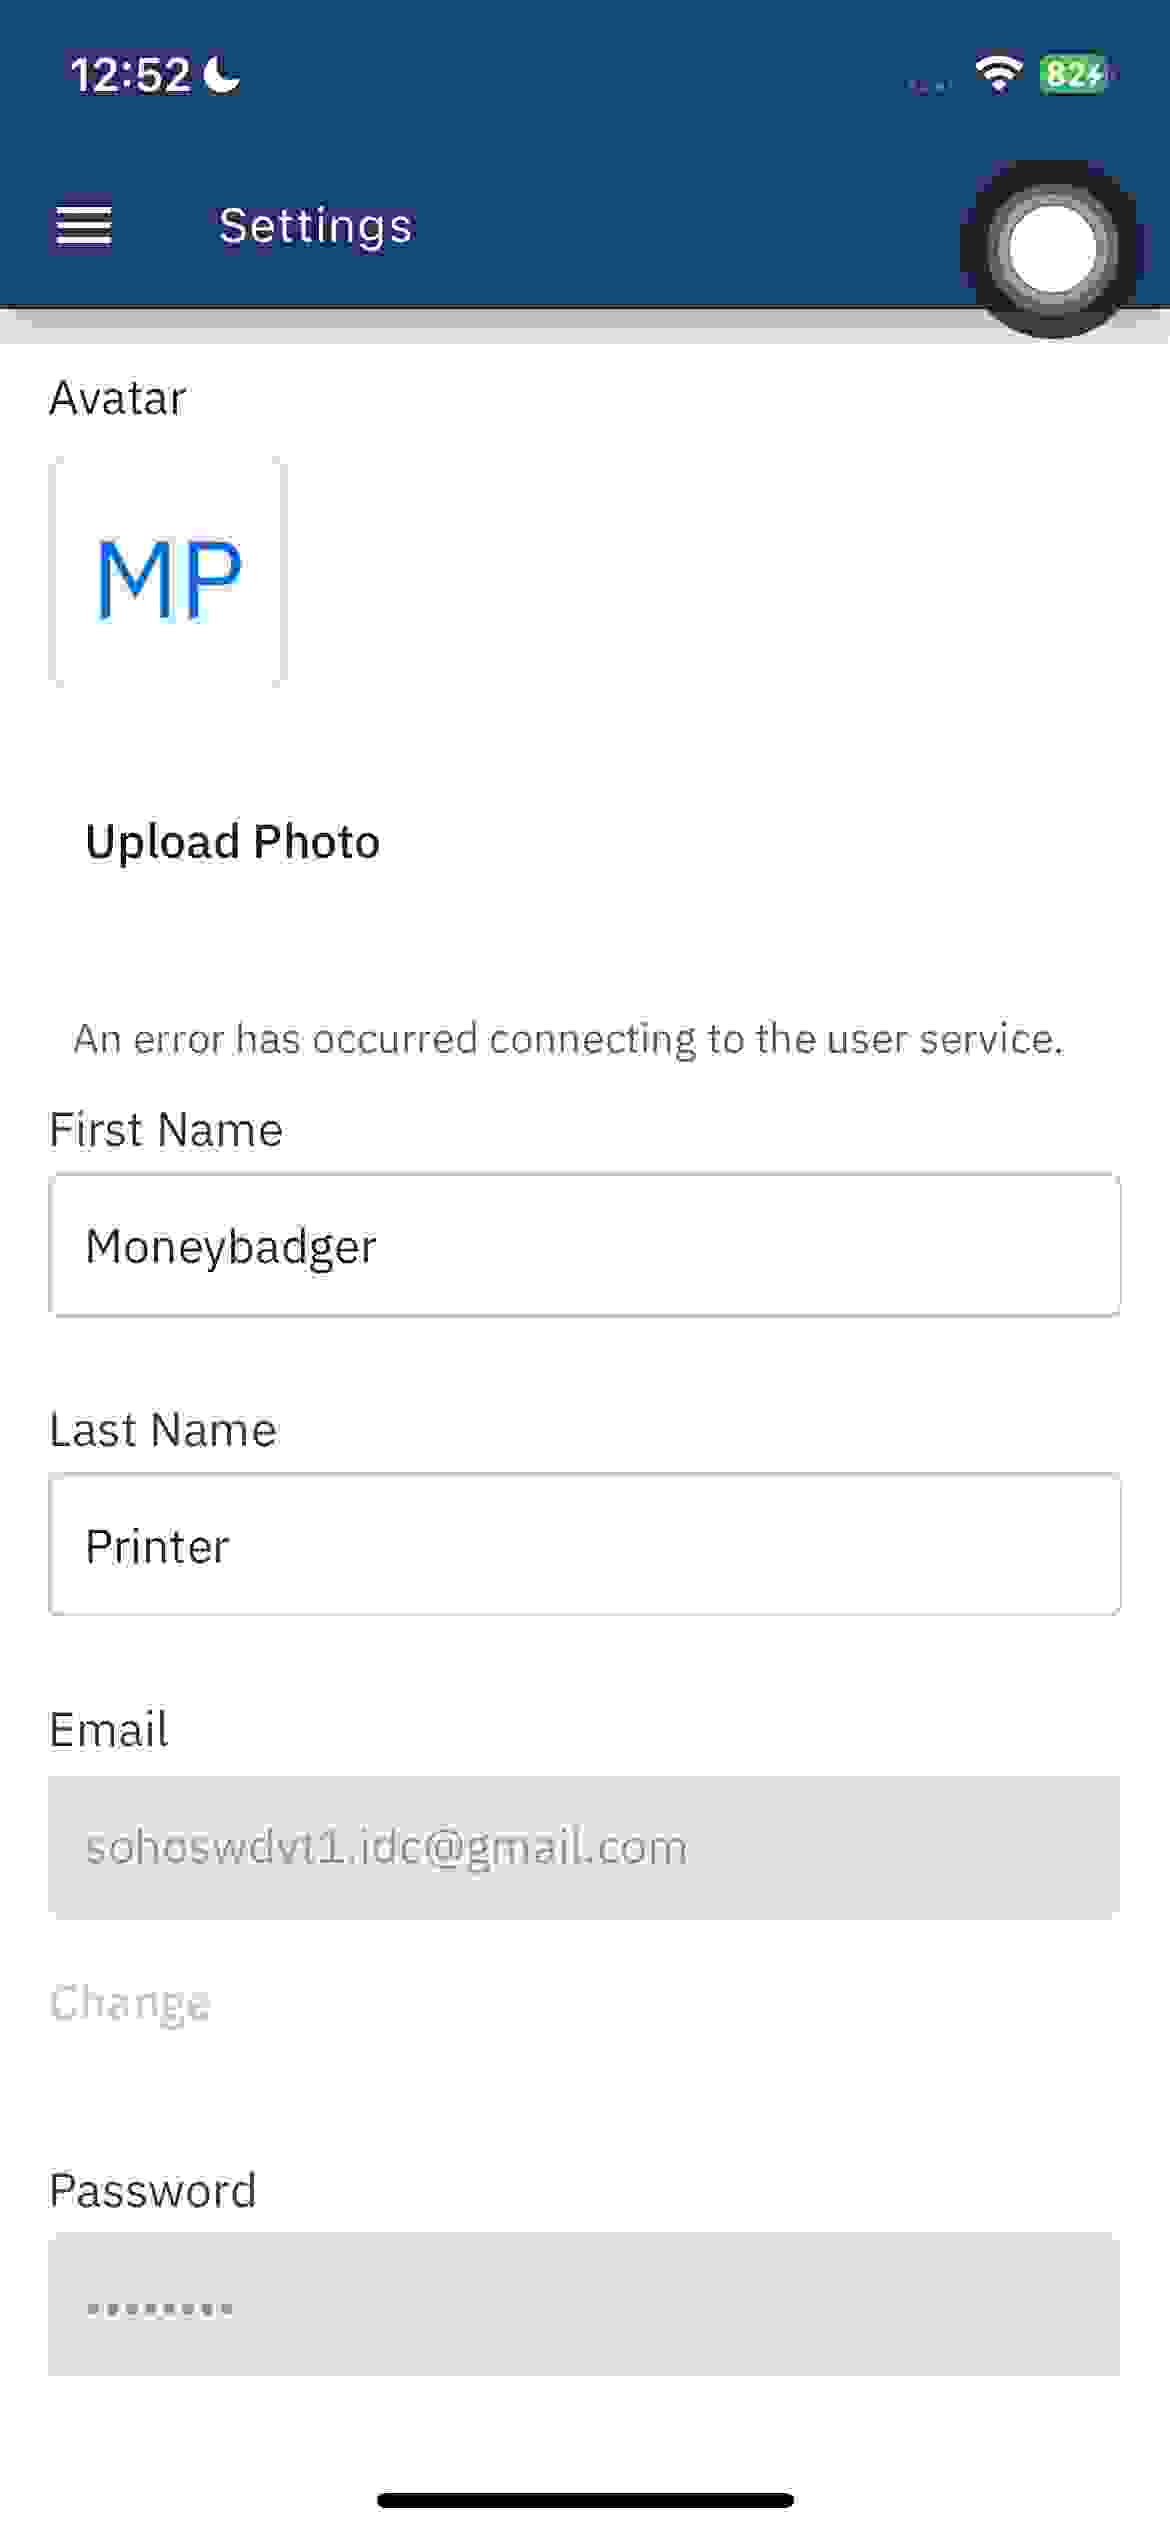 12:52
82
Settings
Avatar
MP
Upload Photo
An error has occurred connecting to the user service.
First Name
Moneybadger
Last Name
Printer
Email
sohoswdvt1.idc@gmail.com
Change
Password
••••••••